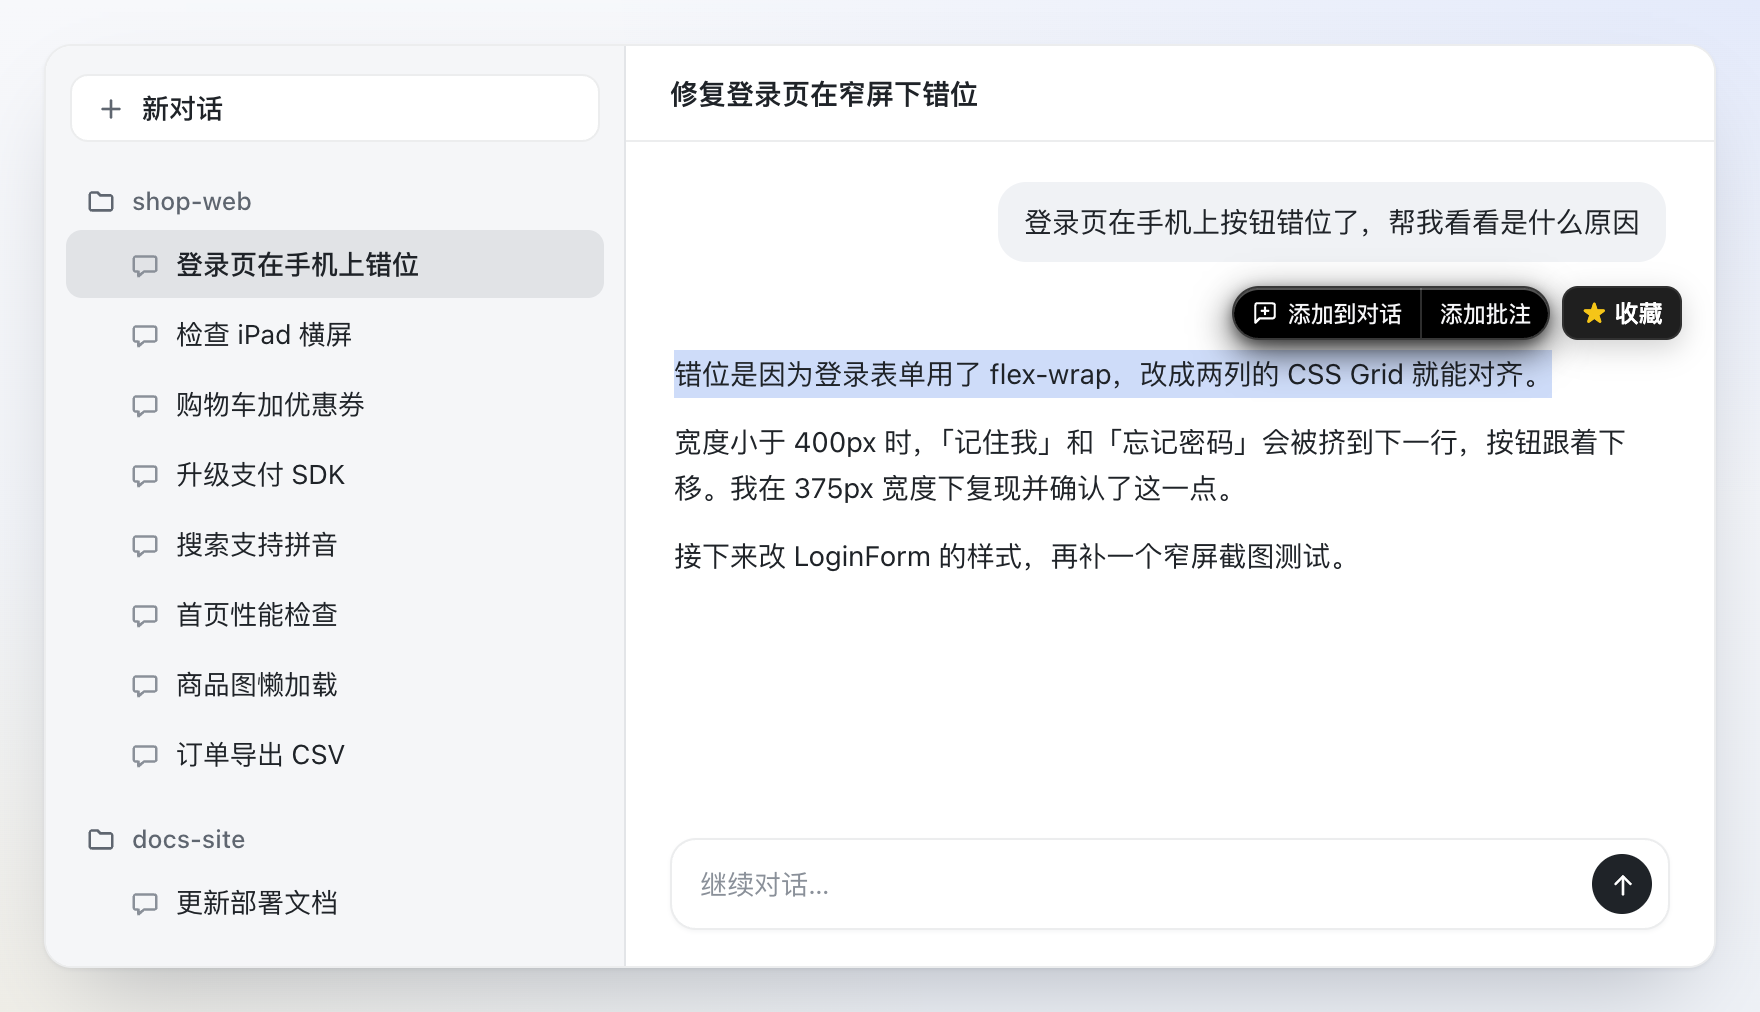 新对话
shop-web
登录页在手机上错位
检查 iPad 横屏
购物车加优惠券
升级支付 SDK
搜索支持拼音
首页性能检查
商品图懒加载
订单导出 CSV
docs-site
更新部署文档
修复登录页在窄屏下错位
登录页在手机上按钮错位了，帮我看看是什么原因
添加到对话 添加批注 收藏
错位是因为登录表单用了 flex-wrap，改成两列的 CSS Grid 就能对齐。
宽度小于 400px 时，「记住我」和「忘记密码」会被挤到下一行，按钮跟着下
移。我在 375px 宽度下复现并确认了这一点。
接下来改 LoginForm 的样式，再补一个窄屏截图测试。
继续对话...